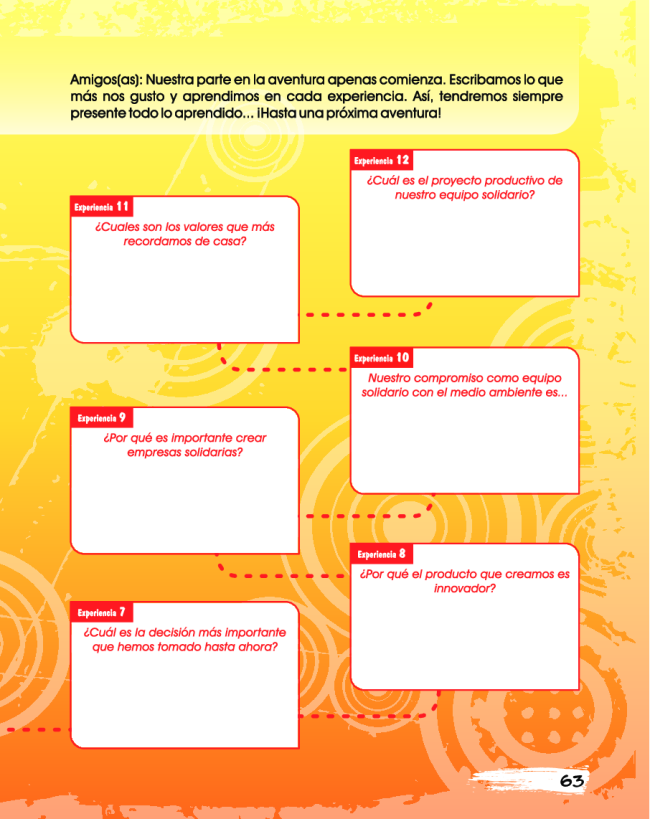 Amigos(as): Nuestra parte en la aventura apenas comienza. Escribamos lo que
más nos gusto y aprendimos en cada experiencia. Así, tendremos siempre
presente todo lo aprendido... ¡Hasta una próxima aventura!
Experiencia 12
¿Cuál es el proyecto productivo de
nuestro equipo solidario?
Experiencia 11
¿Cuales son los valores que más
recordamos de casa?
Experiencia 10
Nuestro compromiso como equipo
solidario con el medio ambiente es...
Experiencia 9
¿Por qué es importante crear
empresas solidarias?
Experiencia 8
¿Por qué el producto que creamos es
innovador?
Experiencia 7
¿Cuál es la decisión más importante
que hemos tomado hasta ahora?
63